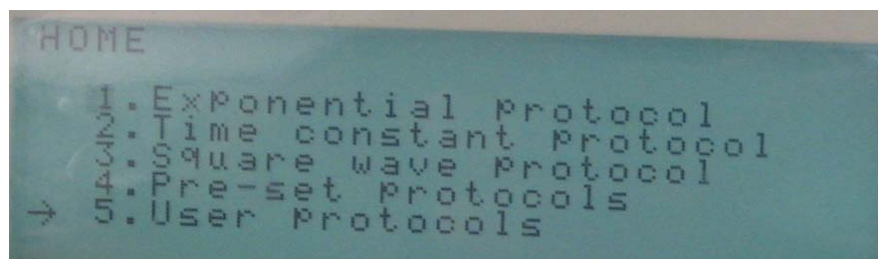 HOME
1.Exponential protocol
2.Time constant protocol
3.Square wave protocol
4.Pre-set protocols
→ 5.User protocols